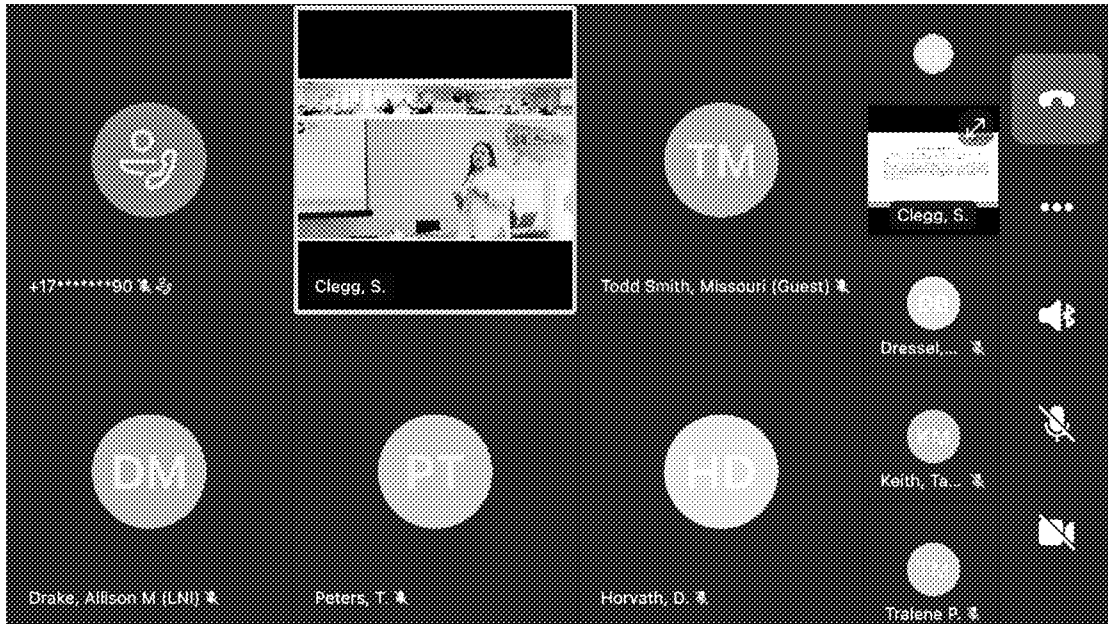 TM
Clegg, S.
+17*******90
Clegg, S.
Todd Smith, Missouri (Guest)
Dressel,...
DM
PT
HD
Keith, Ta...
Drake, Allison M (LNI)
Peters, T
Horvath, D.
Tralene P.